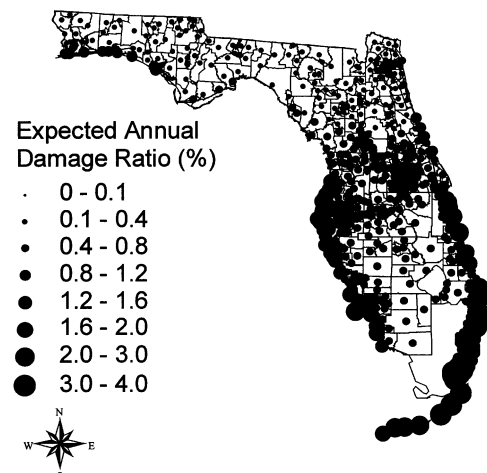 Expected Annual
Damage Ratio (%)
0 - 0.1
0.1 - 0.4
0.4 - 0.8
0.8 - 1.2
1.2 - 1.6
1.6 - 2.0
2.0 - 3.0
3.0 - 4.0
N
W E
S